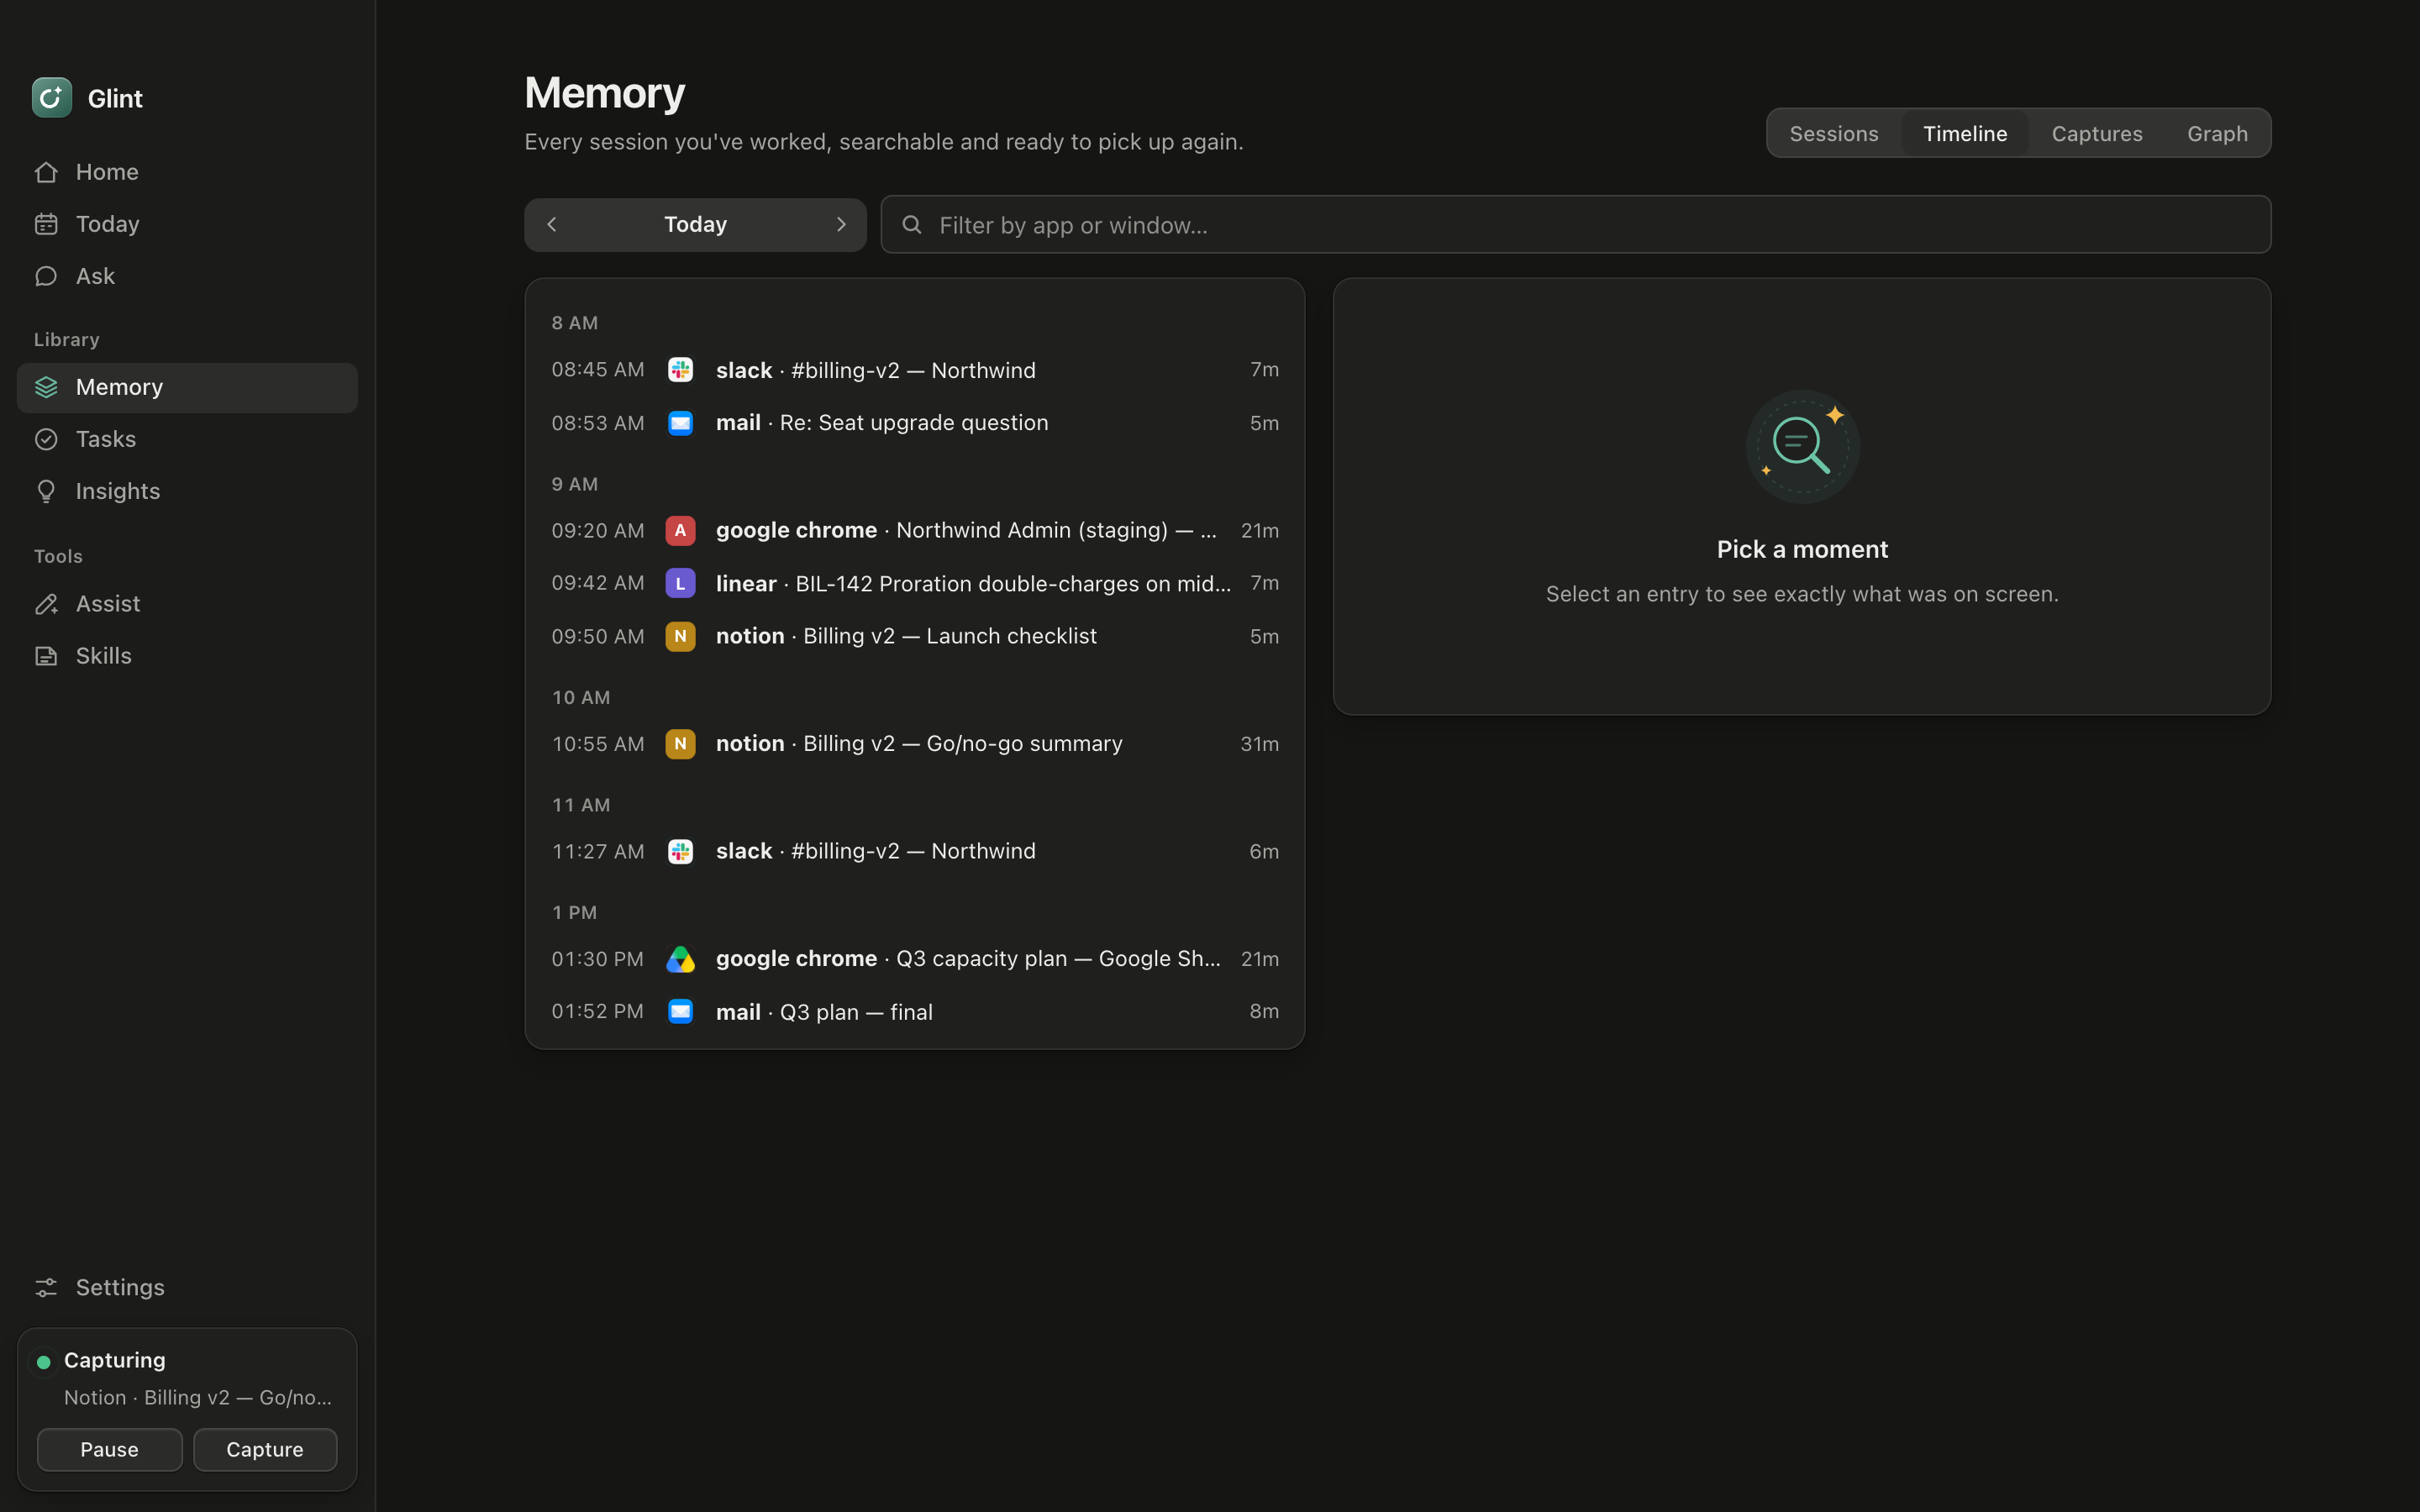 Glint
Home
Today
Ask
Library
Memory
Tasks
Insights
Tools
Assist
Skills
Settings
Capturing
Notion · Billing v2 — Go/no...
Pause
Capture
Memory
Every session you've worked, searchable and ready to pick up again.
Sessions
Timeline
Captures
Graph
Today
Filter by app or window...
8 AM
08:45 AM slack · #billing-v2 — Northwind 7m
08:53 AM mail · Re: Seat upgrade question 5m
9 AM
09:20 AM A google chrome · Northwind Admin (staging) — ... 21m
09:42 AM L linear · BIL-142 Proration double-charges on mid... 7m
09:50 AM N notion · Billing v2 — Launch checklist 5m
10 AM
10:55 AM N notion · Billing v2 — Go/no-go summary 31m
11 AM
11:27 AM slack · #billing-v2 — Northwind 6m
1 PM
01:30 PM google chrome · Q3 capacity plan — Google Sh... 21m
01:52 PM mail · Q3 plan — final 8m
Pick a moment
Select an entry to see exactly what was on screen.